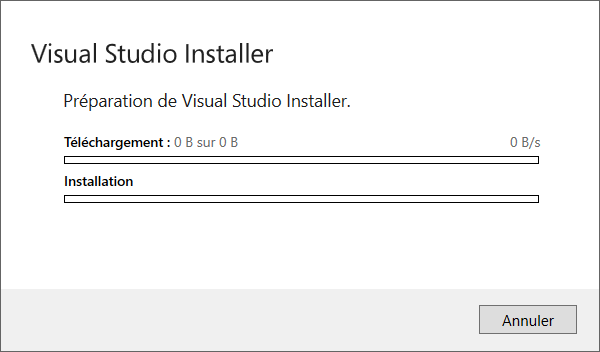 Visual Studio Installer
Préparation de Visual Studio Installer.
Téléchargement : 0 B sur 0 B 0 B/s
Installation
Annuler